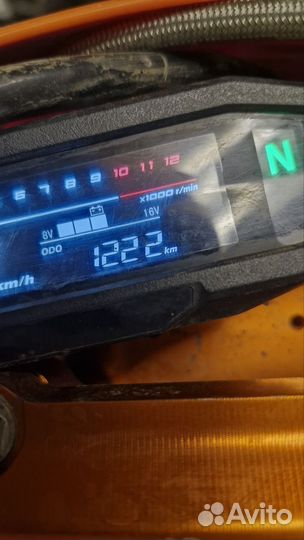 6 7 8 9 10 11 12
x1000 r/min
8V 16V
ODO 1222 km
km/h
N
Avito